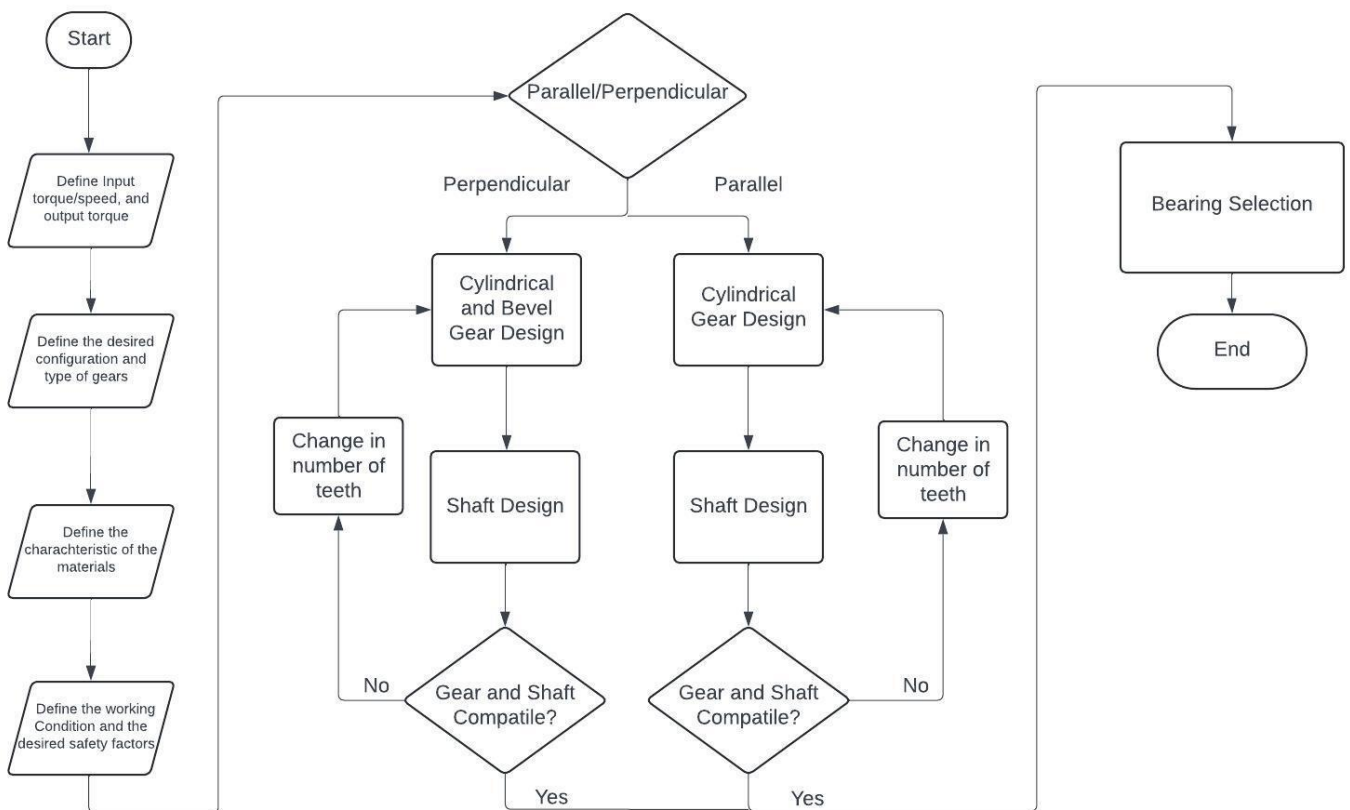 Start
Define Input
torque/speed, and
output torque
Define the desired
configuration and
type of gears
Define the
charachteristic of the
materials
Define the working
Condition and the
desired safety factors
Parallel/Perpendicular
Perpendicular
Parallel
Cylindrical
and Bevel
Gear Design
Cylindrical
Gear Design
Change in
number of
teeth
Shaft Design
Shaft Design
Change in
number of
teeth
No
Gear and Shaft
Compatile?
Gear and Shaft
Compatile?
No
Yes
Yes
Bearing Selection
End